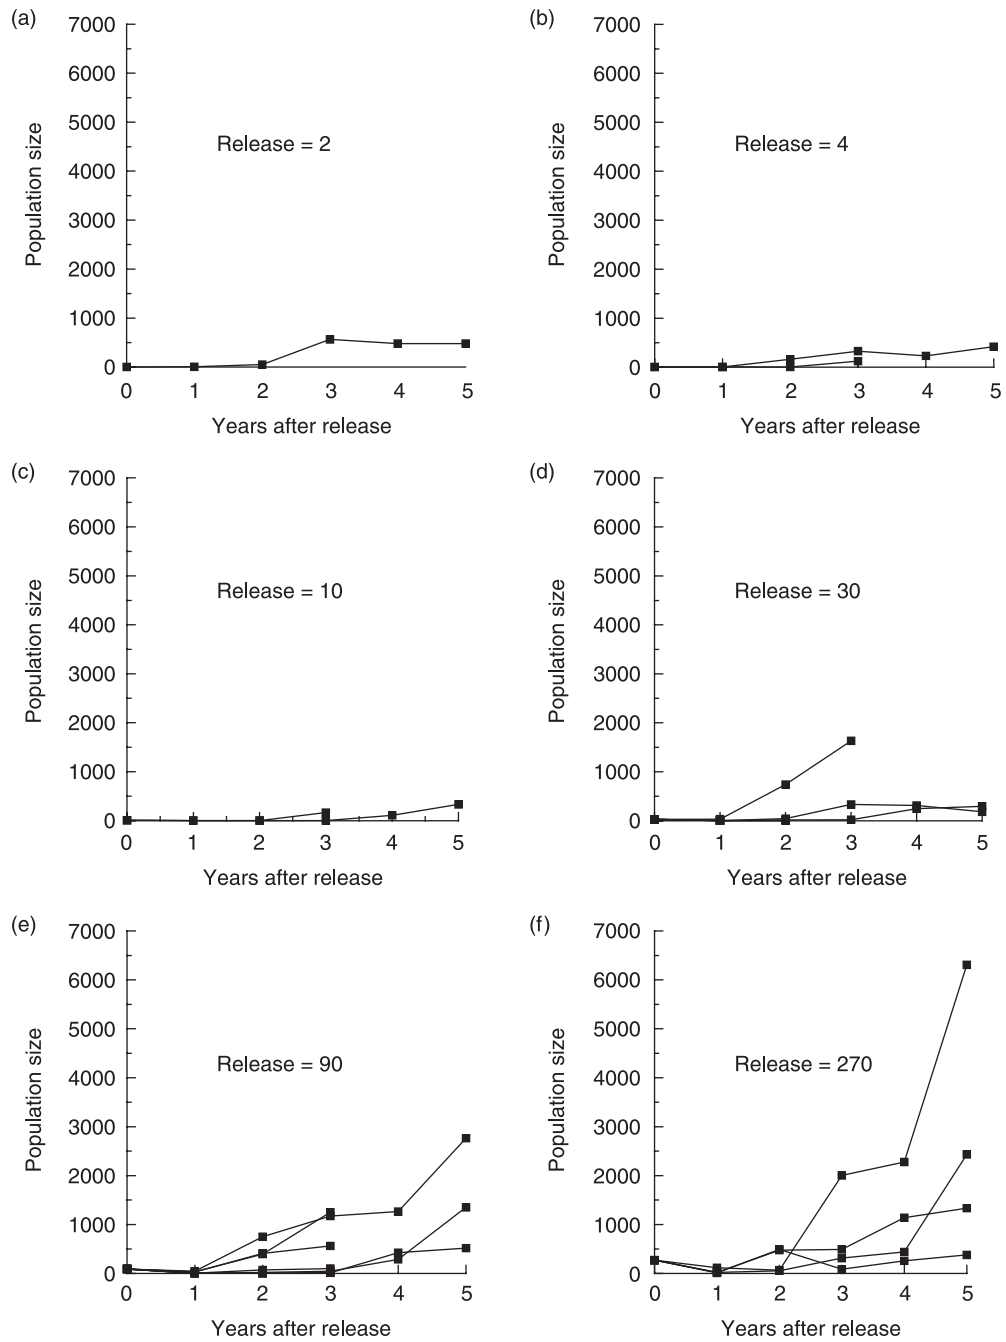 (a)
7000
6000
5000
4000
3000
2000
1000
0
Population size
Release = 2
0 1 2 3 4 5
Years after release
(b)
7000
6000
5000
4000
3000
2000
1000
0
Population size
Release = 4
0 1 2 3 4 5
Years after release
(c)
7000
6000
5000
4000
3000
2000
1000
0
Population size
Release = 10
0 1 2 3 4 5
Years after release
(d)
7000
6000
5000
4000
3000
2000
1000
0
Population size
Release = 30
0 1 2 3 4 5
Years after release
(e)
7000
6000
5000
4000
3000
2000
1000
0
Population size
Release = 90
0 1 2 3 4 5
Years after release
(f)
7000
6000
5000
4000
3000
2000
1000
0
Population size
Release = 270
0 1 2 3 4 5
Years after release